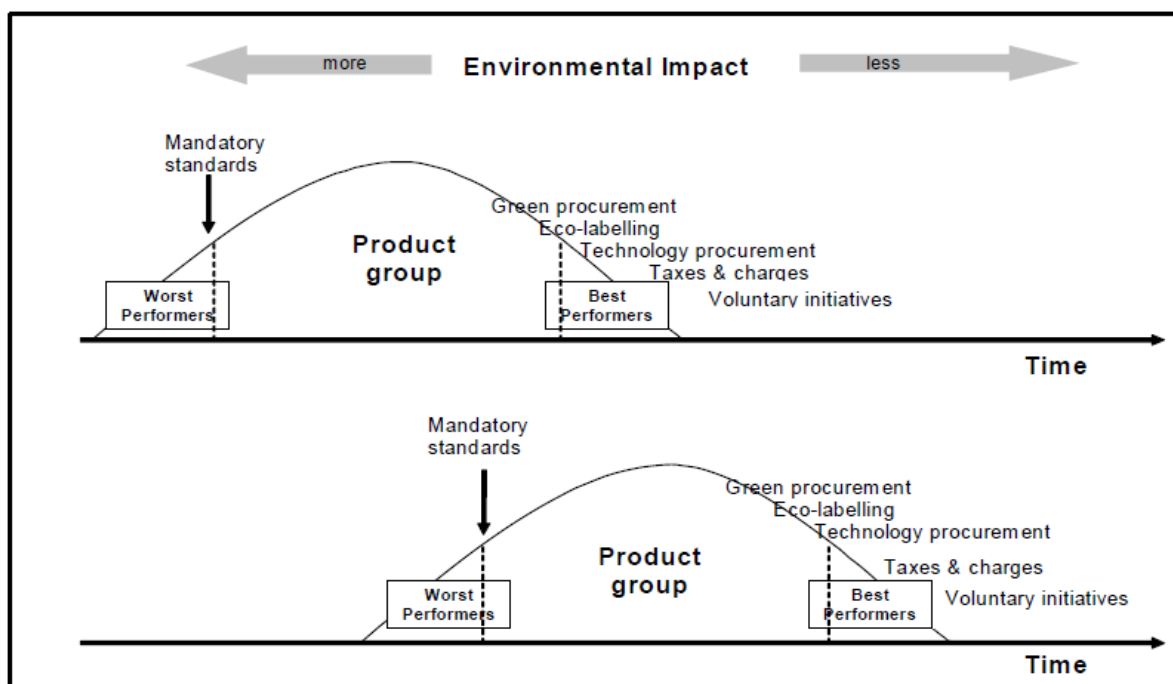 more
Environmental Impact
less
Mandatory
standards
Green procurement
Eco-labelling
Technology procurement
Taxes & charges
Voluntary initiatives
Product
group
Worst
Performers
Best
Performers
Time
Mandatory
standards
Green procurement
Eco-labelling
Technology procurement
Taxes & charges
Voluntary initiatives
Product
group
Worst
Performers
Best
Performers
Time